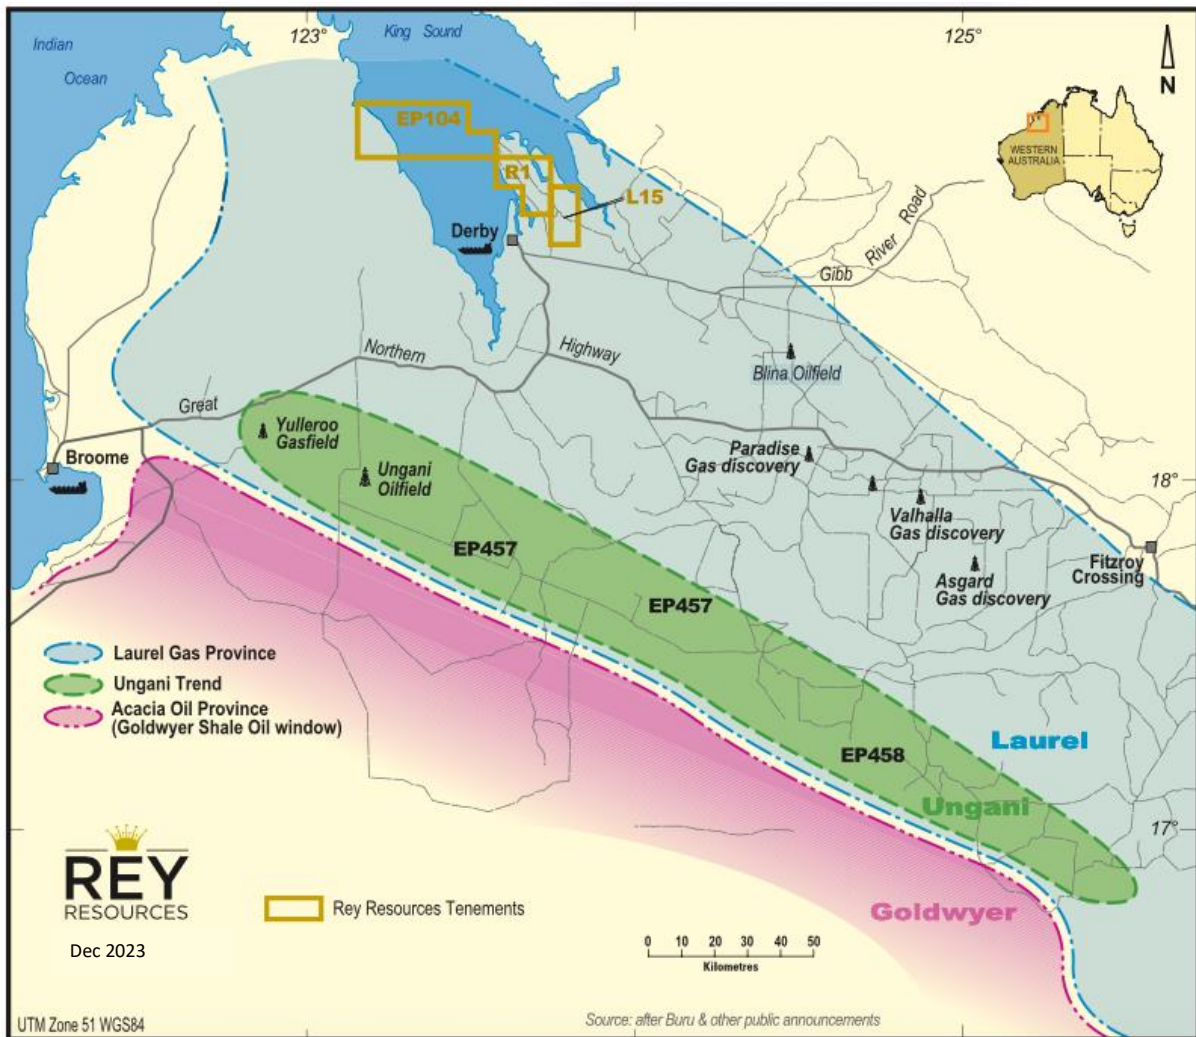 Indian
Ocean
123°
King Sound
125°
N
WESTERN
AUSTRALIA
EP104
R1
L15
Derby
Gibb River Road
Great Northern Highway
Blina Oilfield
Yulleroo
Gasfield
Ungani
Oilfield
Broome
Paradise
Gas discovery
18°
Valhalla
Gas discovery
Fitzroy
Crossing
Asgard
Gas discovery
EP457
EP457
Laurel Gas Province
Ungani Trend
Acacia Oil Province
(Goldwyer Shale Oil window)
Laurel
EP458
Ungani
17°
REY
RESOURCES
Dec 2023
Rey Resources Tenements
Goldwyer
0 10 20 30 40 50
Kilometres
UTM Zone 51 WGS84
Source: after Buru & other public announcements